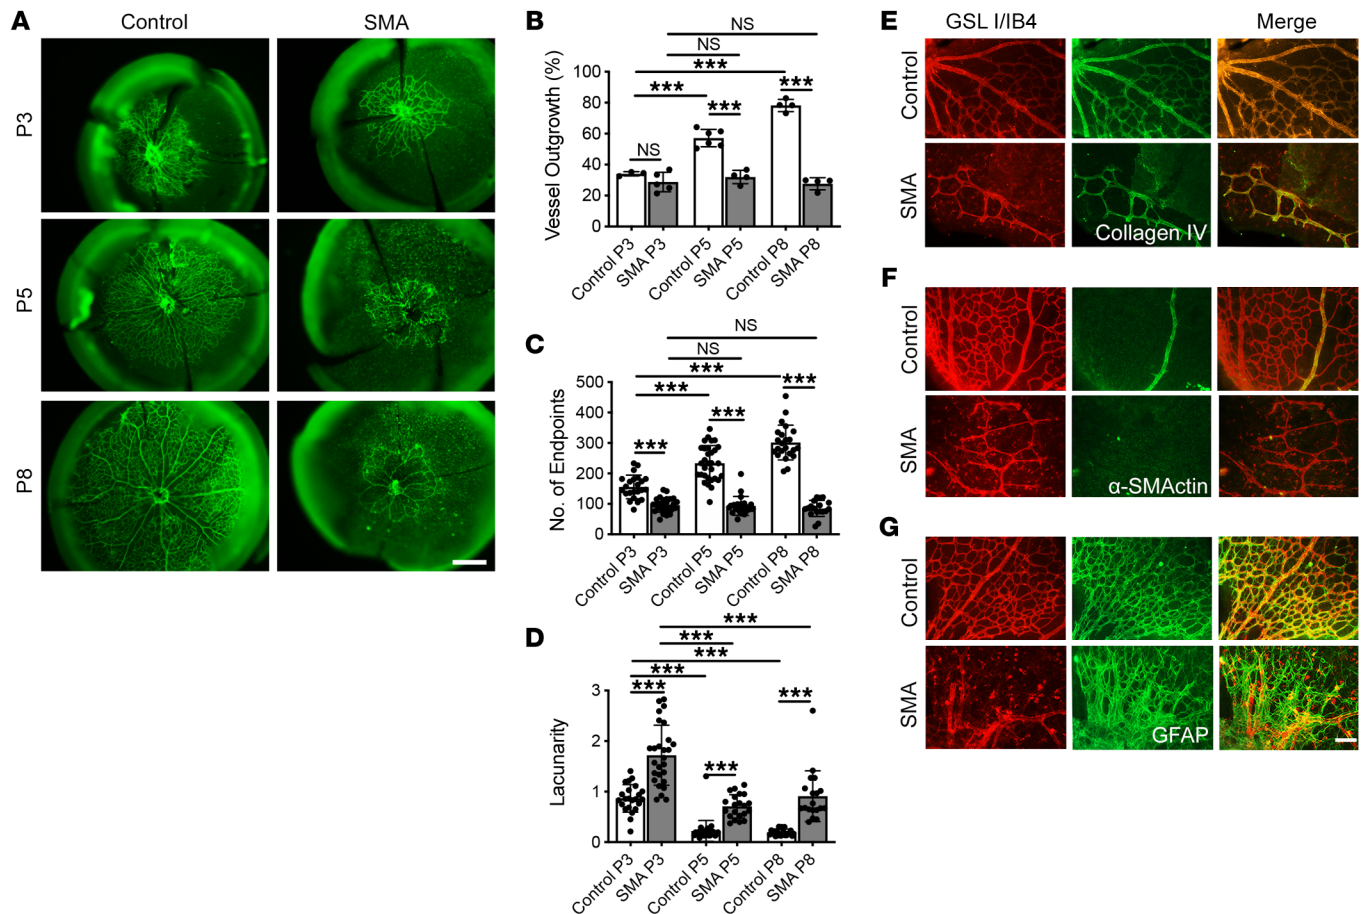 A
Control
SMA
P3
P5
P8
B
NS
NS
***
***
***
***
NS
Vessel Outgrowth (%)
100
80
60
40
20
0
Control P3
SMA P3
Control P5
SMA P5
Control P8
SMA P8
C
NS
NS
***
***
***
***
***
No. of Endpoints
500
400
300
200
100
0
Control P3
SMA P3
Control P5
SMA P5
Control P8
SMA P8
D
***
***
***
***
***
***
***
Lacunarity
3
2
1
0
Control P3
SMA P3
Control P5
SMA P5
Control P8
SMA P8
E
GSL I/IB4
Merge
Control
SMA
Collagen IV
F
Control
SMA
α-SMActin
G
Control
SMA
GFAP